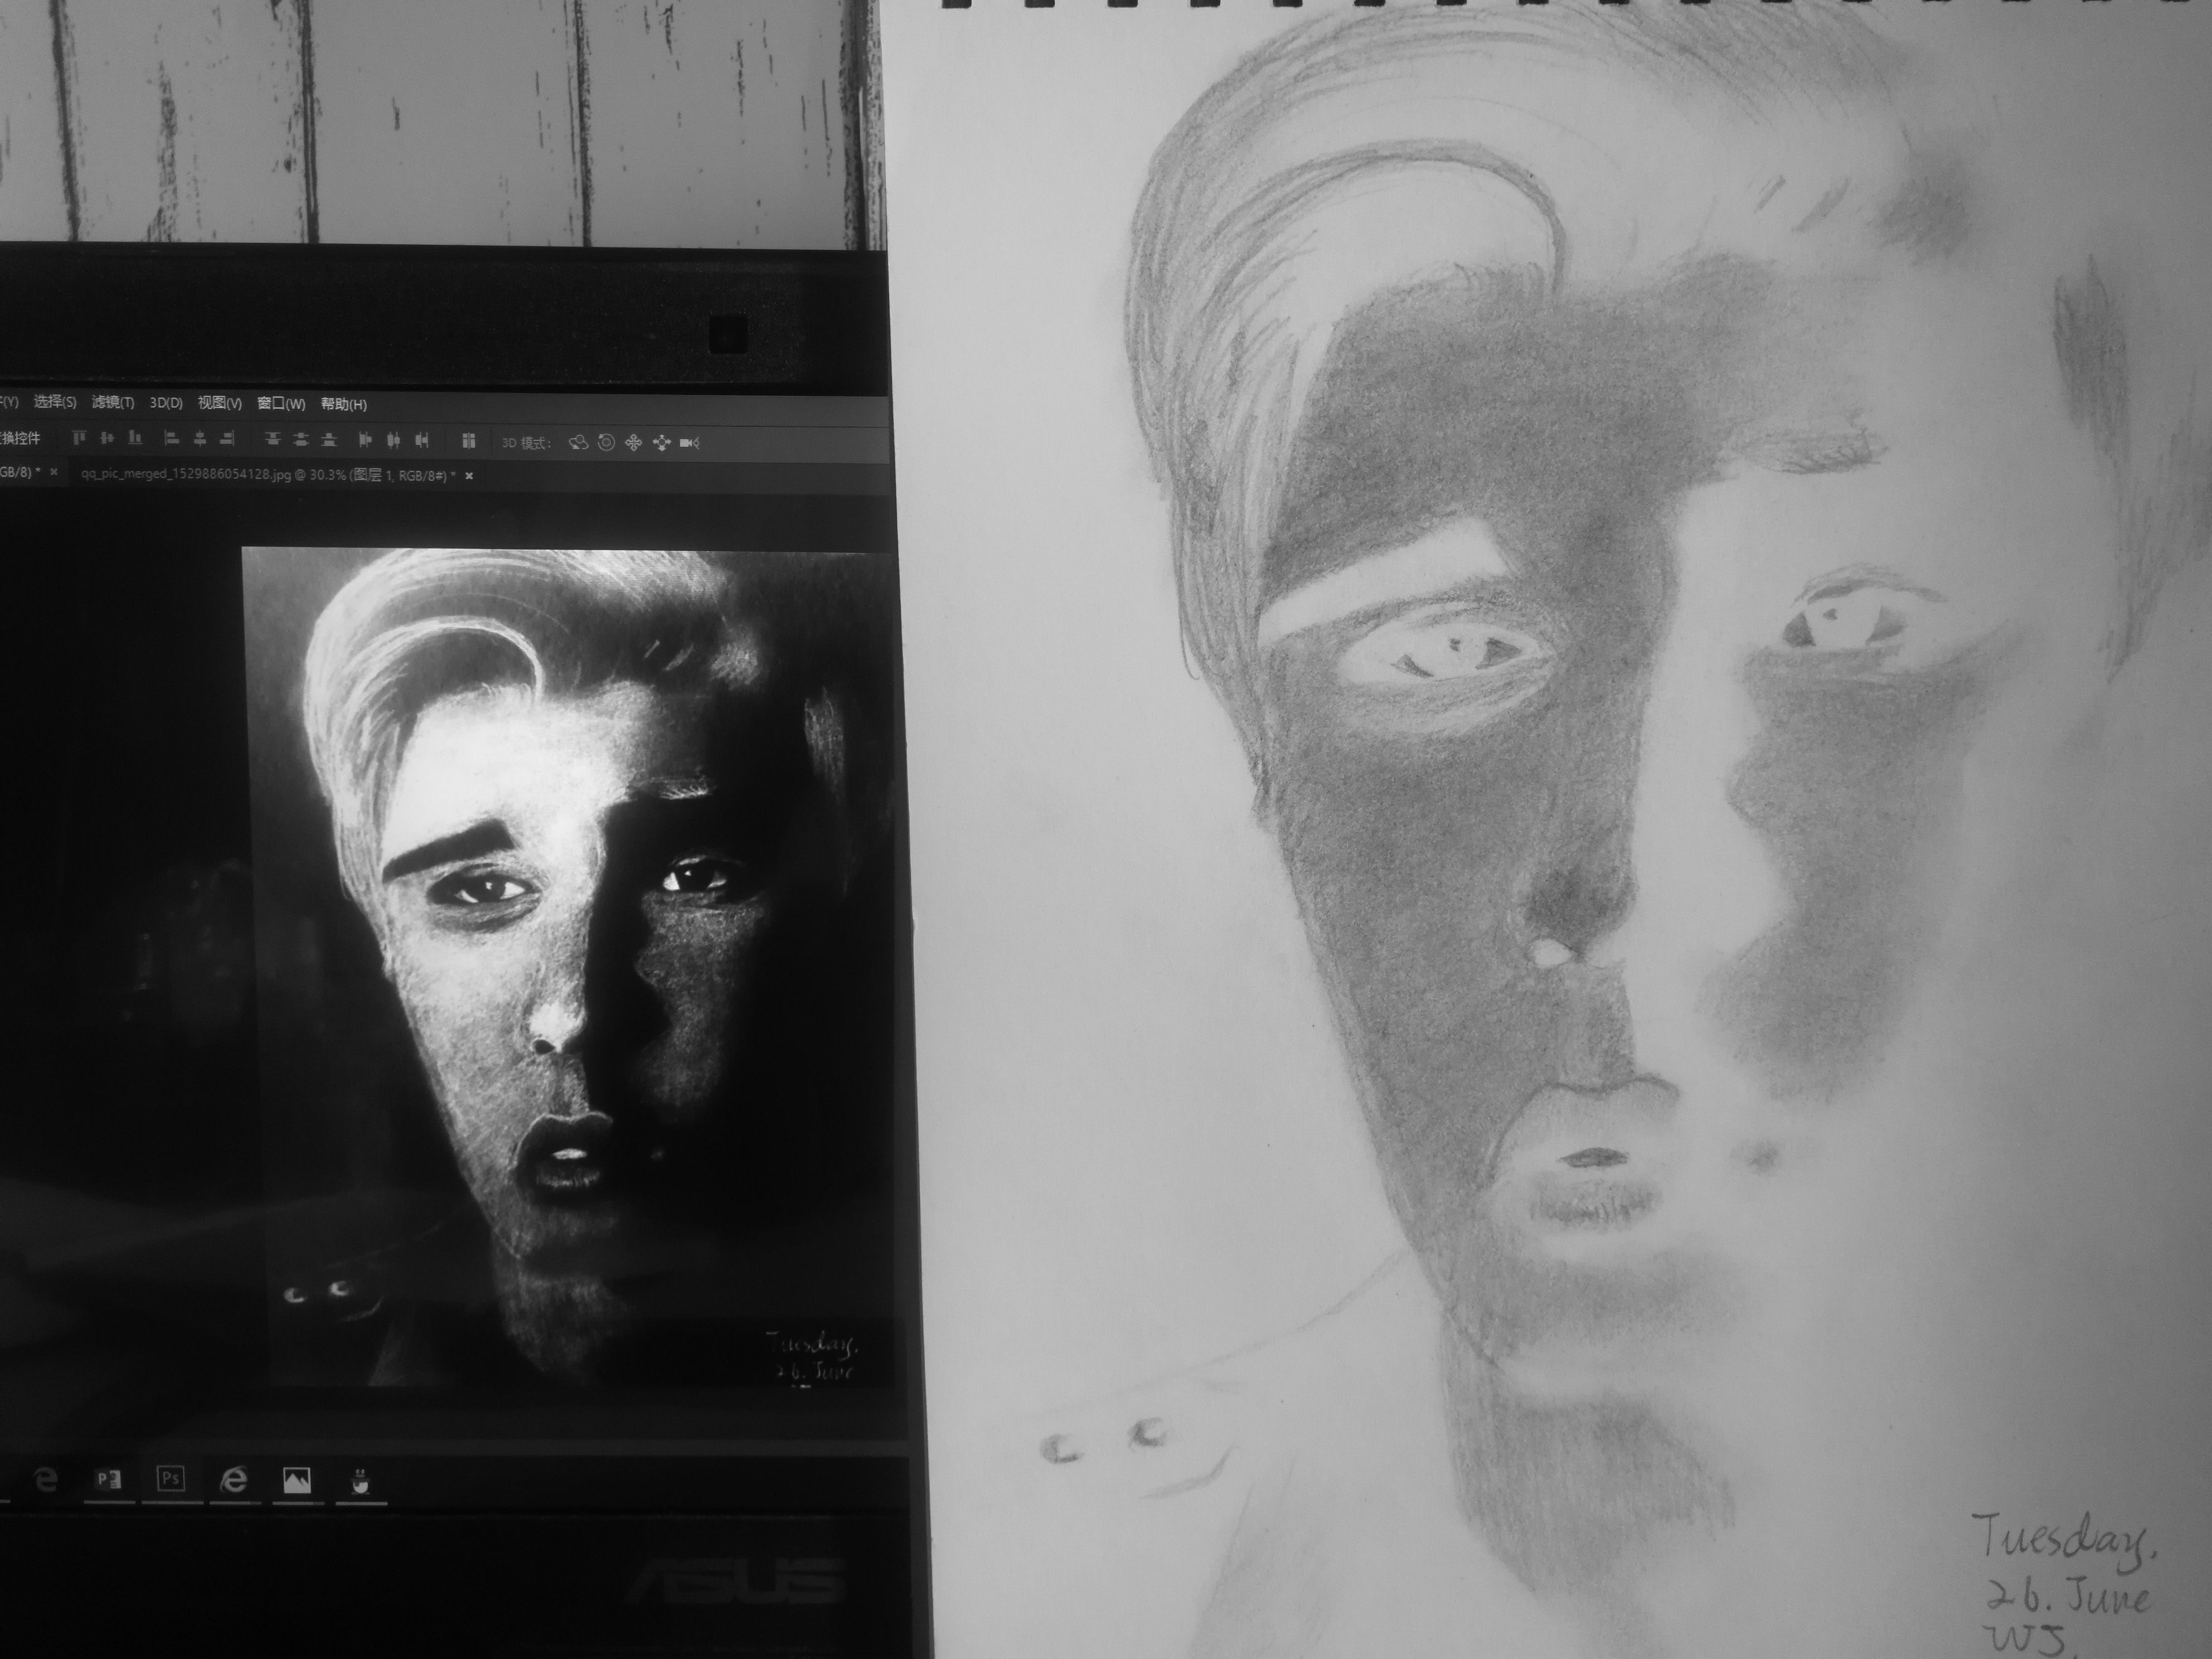 选择(S) 滤镜(T) 3D(D) 视图(V) 窗口(W) 帮助(H)
换控件 3D 模式:
GB/8) * × qq_pic_merged_1529886054128.jpg @ 30.3% (图层 1, RGB/8#) * ×
Tuesday,
26. June
Ps
ASUS
Tuesday,
26. June
WJ.